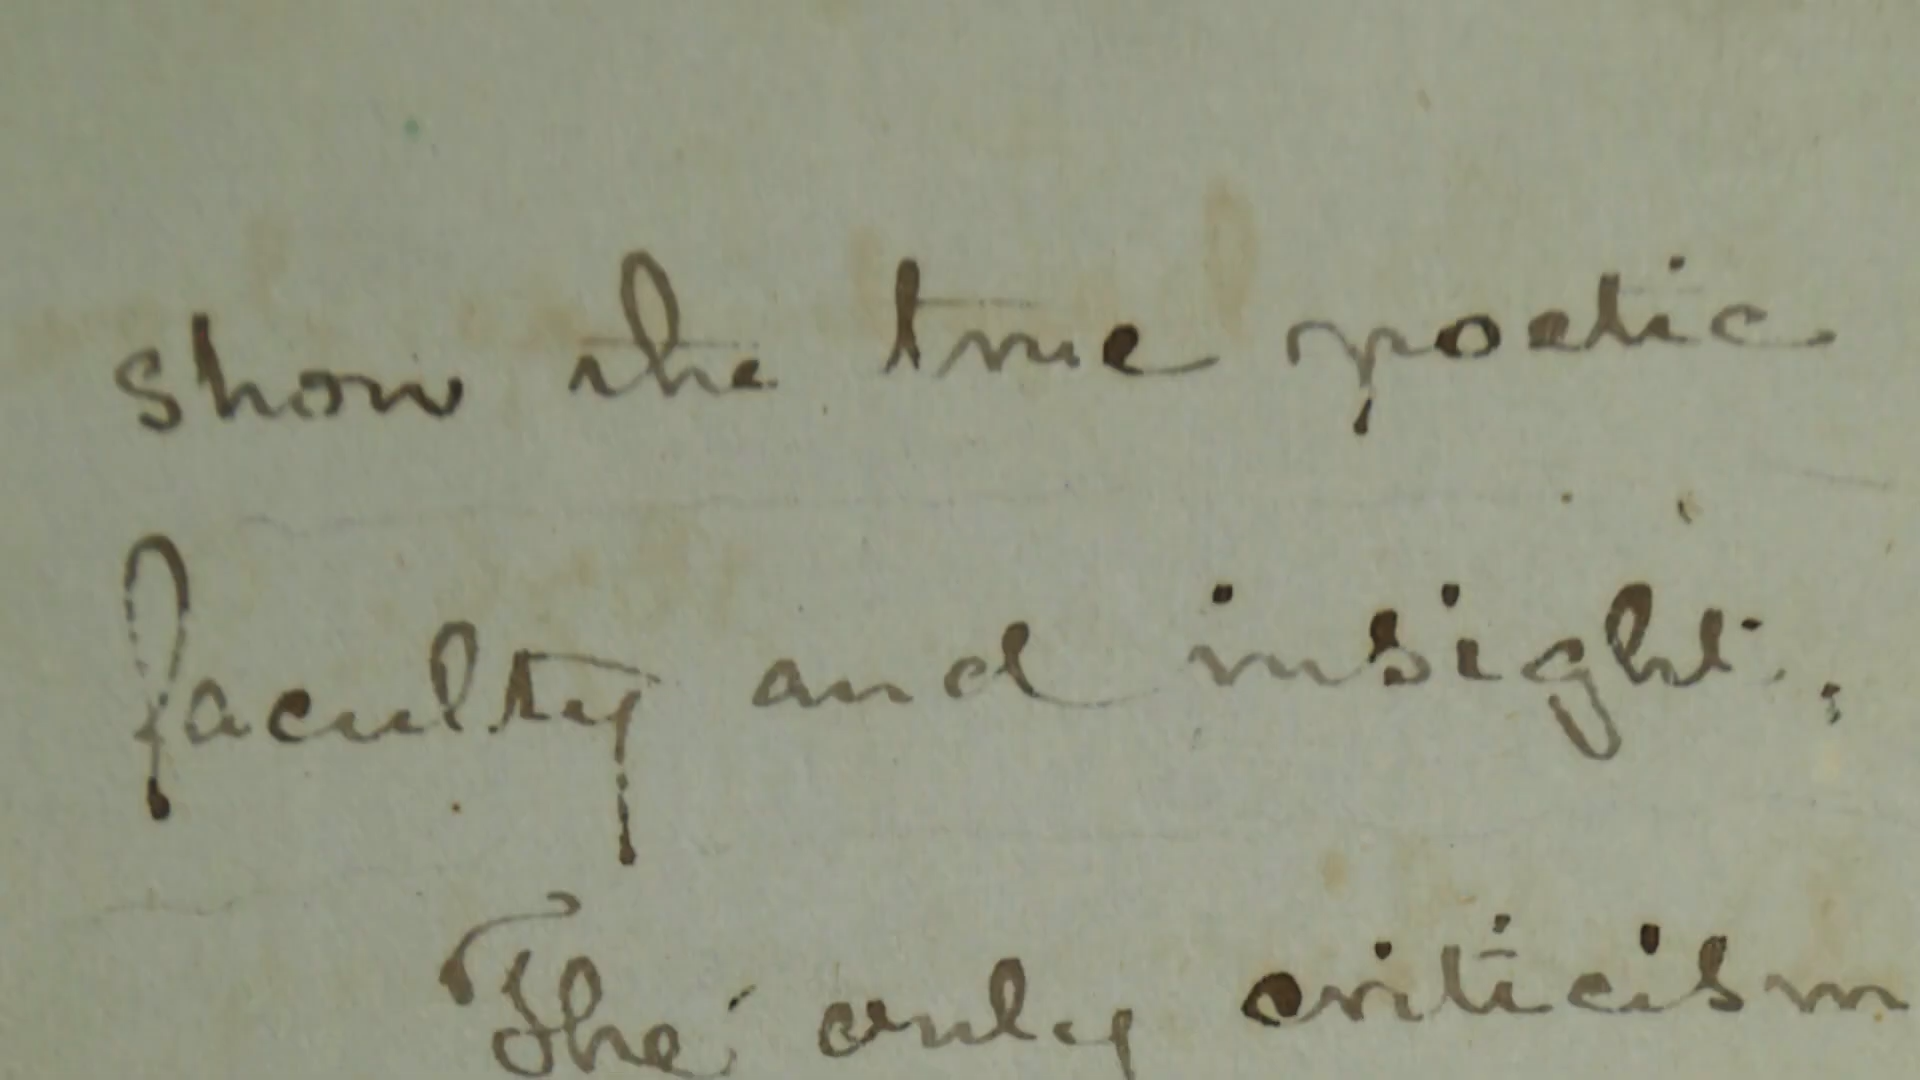 show the true poetic
faculty and insight.
The only criticism